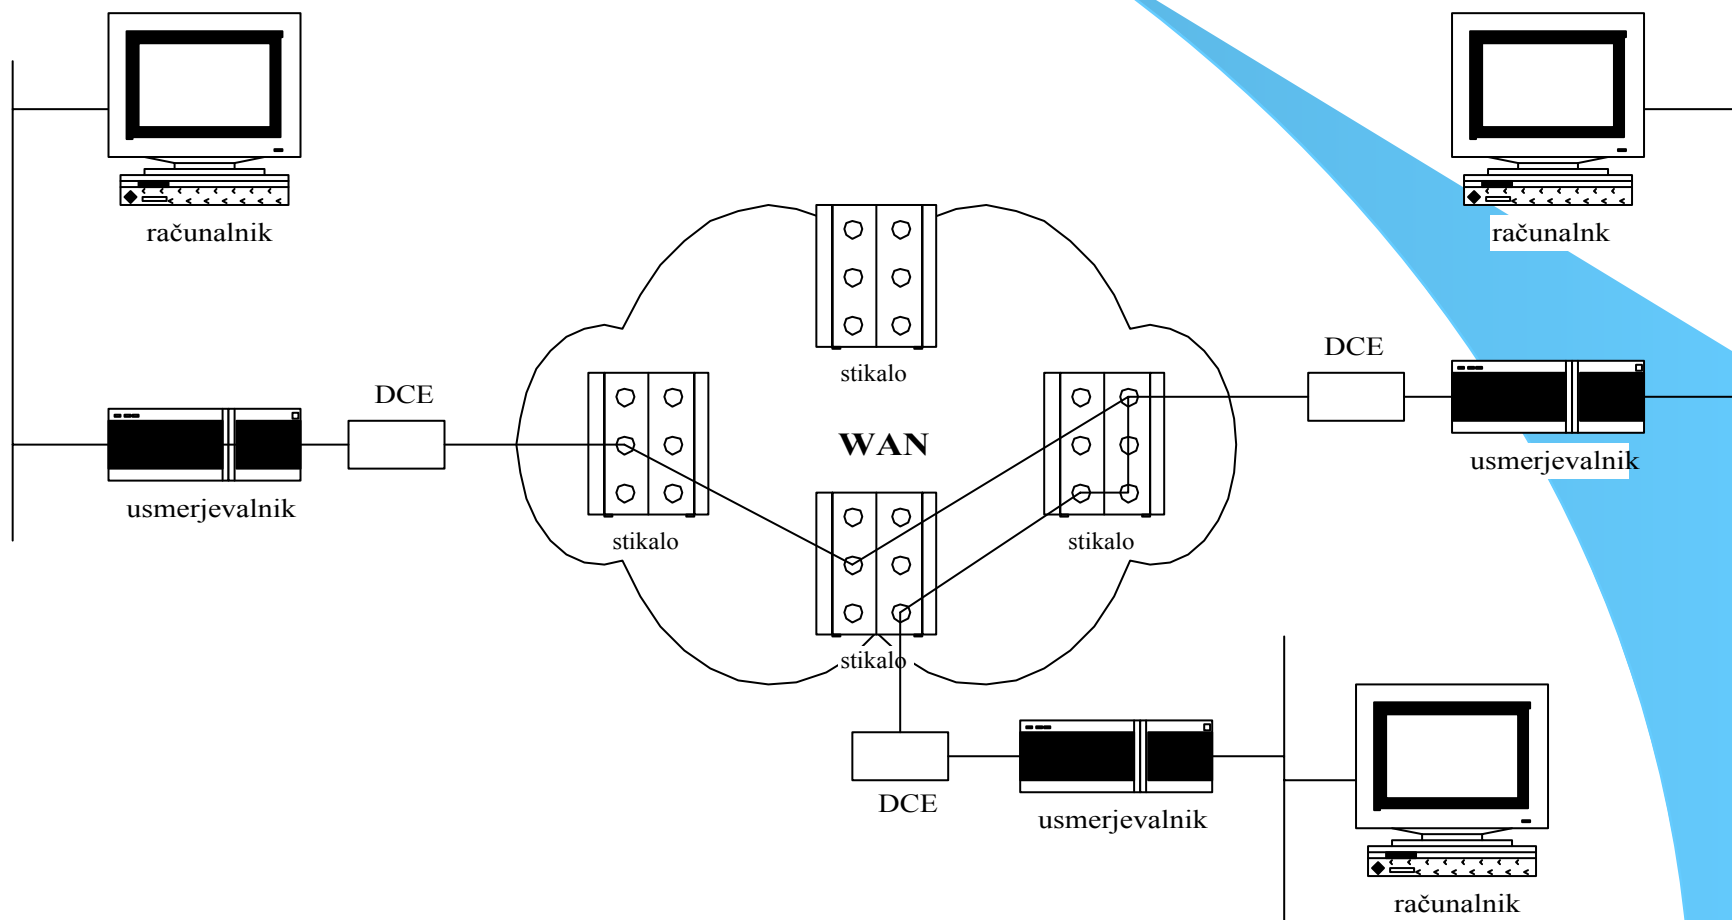 računalnik
računalnk
stikalo
DCE
DCE
WAN
usmerjevalnik
usmerjevalnik
stikalo
stikalo
stikalo
DCE
usmerjevalnik
računalnik